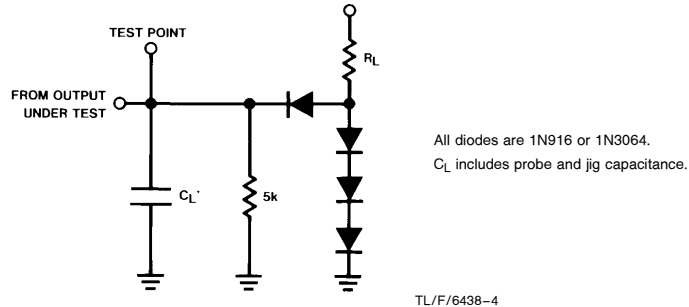 TEST POINT
R_L
FROM OUTPUT
UNDER TEST
C_L*
5k
All diodes are 1N916 or 1N3064.
C_L includes probe and jig capacitance.
TL/F/6438–4